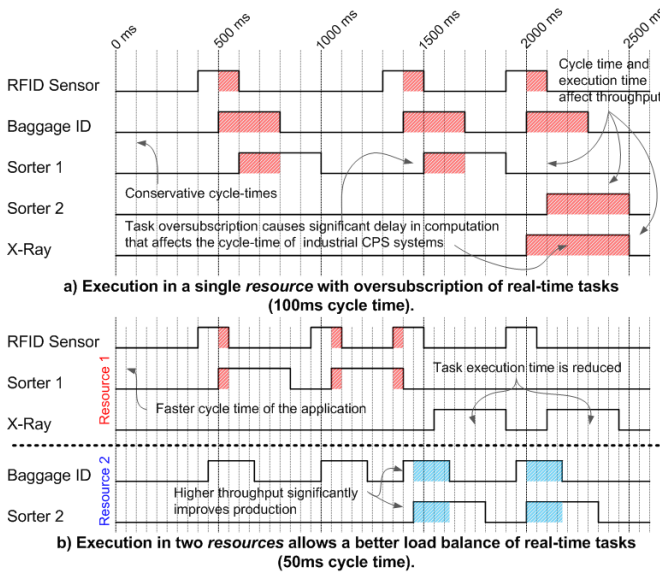 0 ms
500 ms
1000 ms
1500 ms
2000 ms
2500 ms
RFID Sensor
Cycle time and
execution time
affect throughput
Baggage ID
Sorter 1
Conservative cycle-times
Sorter 2
Task oversubscription causes significant delay in computation
that affects the cycle-time of industrial CPS systems
X-Ray
a) Execution in a single resource with oversubscription of real-time tasks
(100ms cycle time).
RFID Sensor
Resource 1
Task execution time is reduced
Sorter 1
Faster cycle time of the application
X-Ray
Resource 2
Baggage ID
Higher throughput significantly
improves production
Sorter 2
b) Execution in two resources allows a better load balance of real-time tasks
(50ms cycle time).